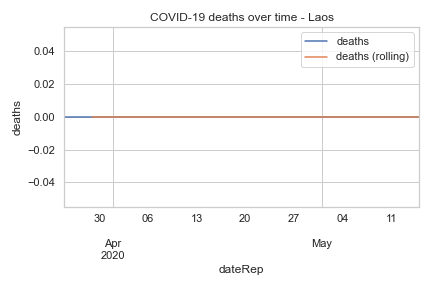 COVID-19 deaths over time - Laos
deaths
deaths (rolling)
0.04
0.02
0.00
−0.02
−0.04
deaths
30 06 13 20 27 04 11
Apr May
2020
dateRep